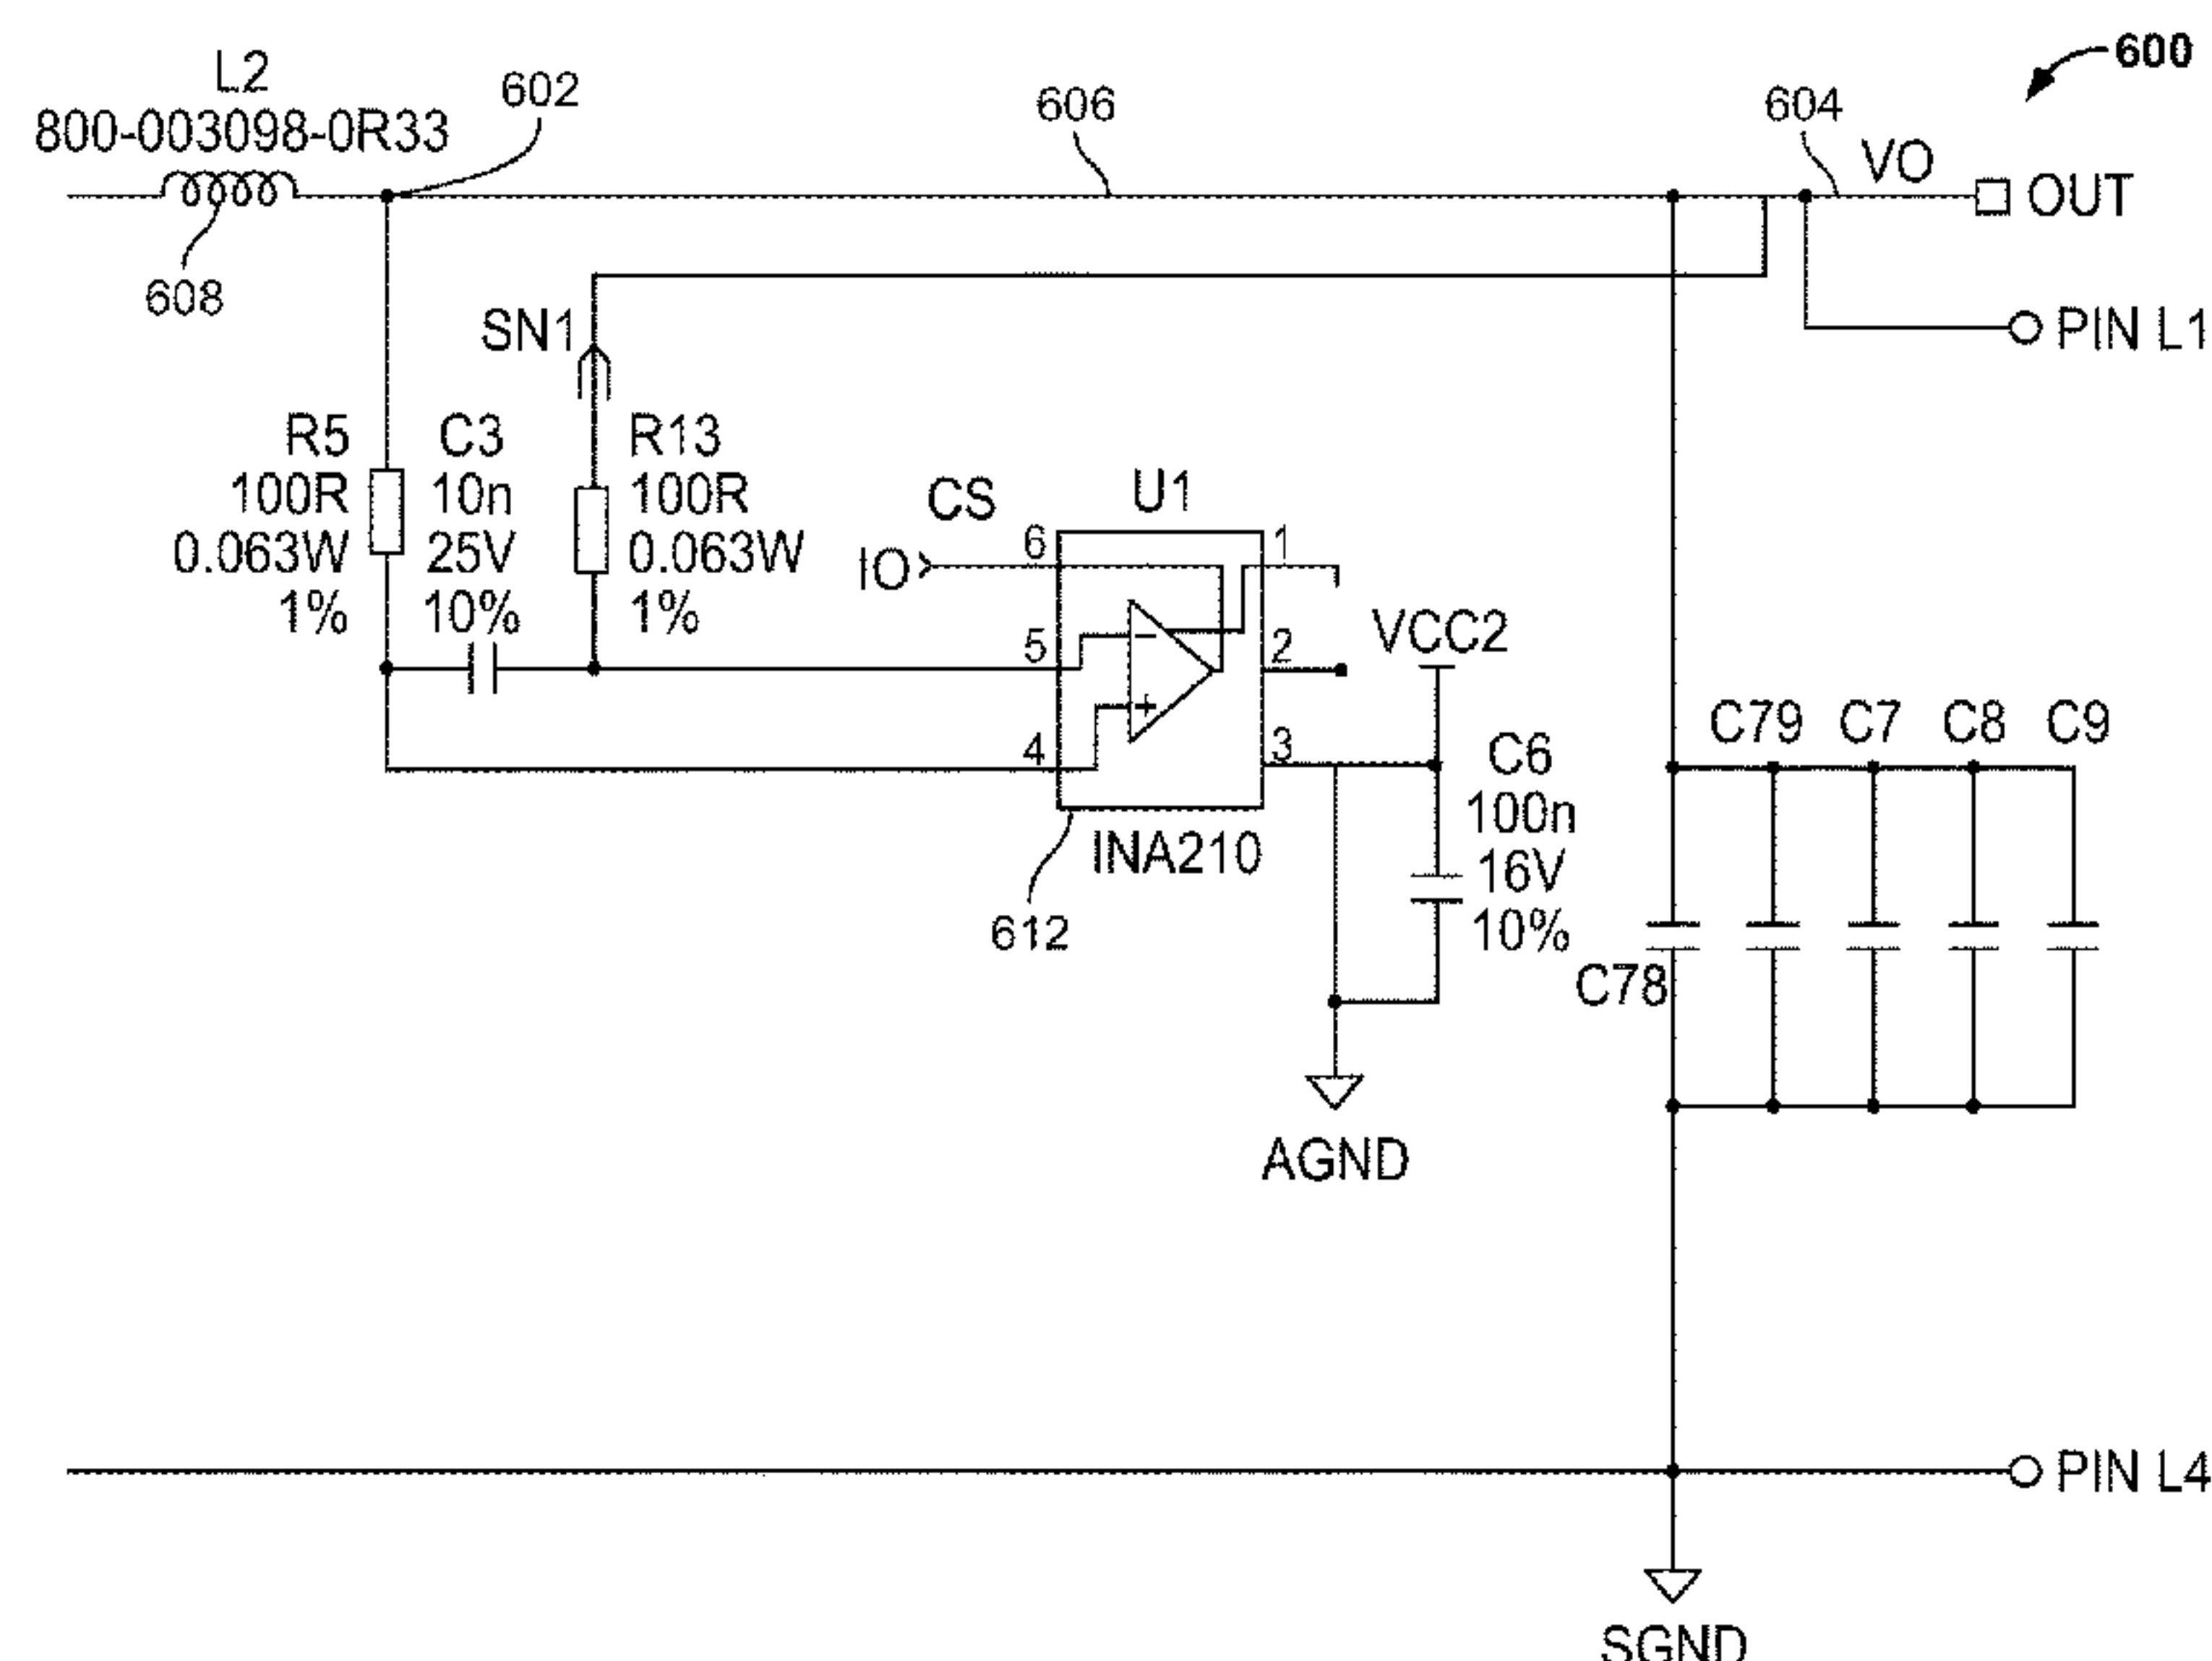 600
L2
800-003098-0R33
602
606
604
VO
OUT
608
SN1
PIN L1
R5
100R
0.063W
1%
C3
10n
25V
10%
R13
100R
0.063W
1%
CS
IO
U1
6
1
5
2
4
3
−
+
VCC2
INA210
612
C6
100n
16V
10%
C79
C7
C8
C9
C78
AGND
PIN L4
SGND